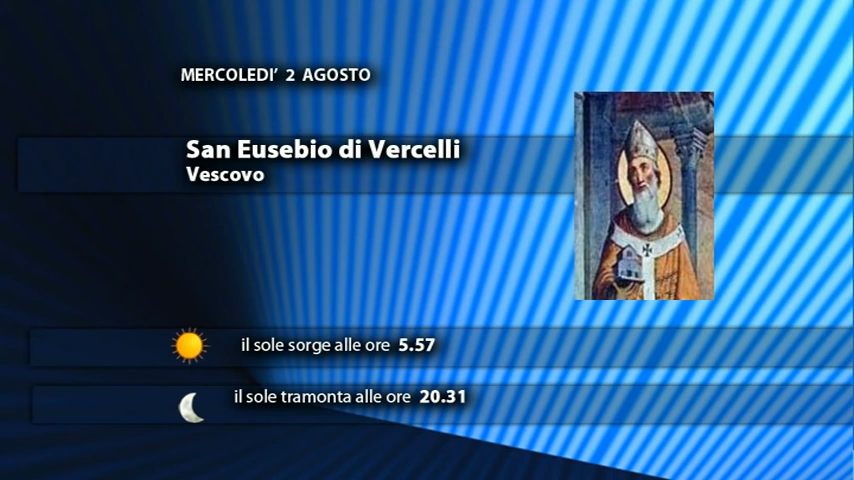 MERCOLEDI’ 2 AGOSTO
San Eusebio di Vercelli
Vescovo
il sole sorge alle ore 5.57
il sole tramonta alle ore 20.31